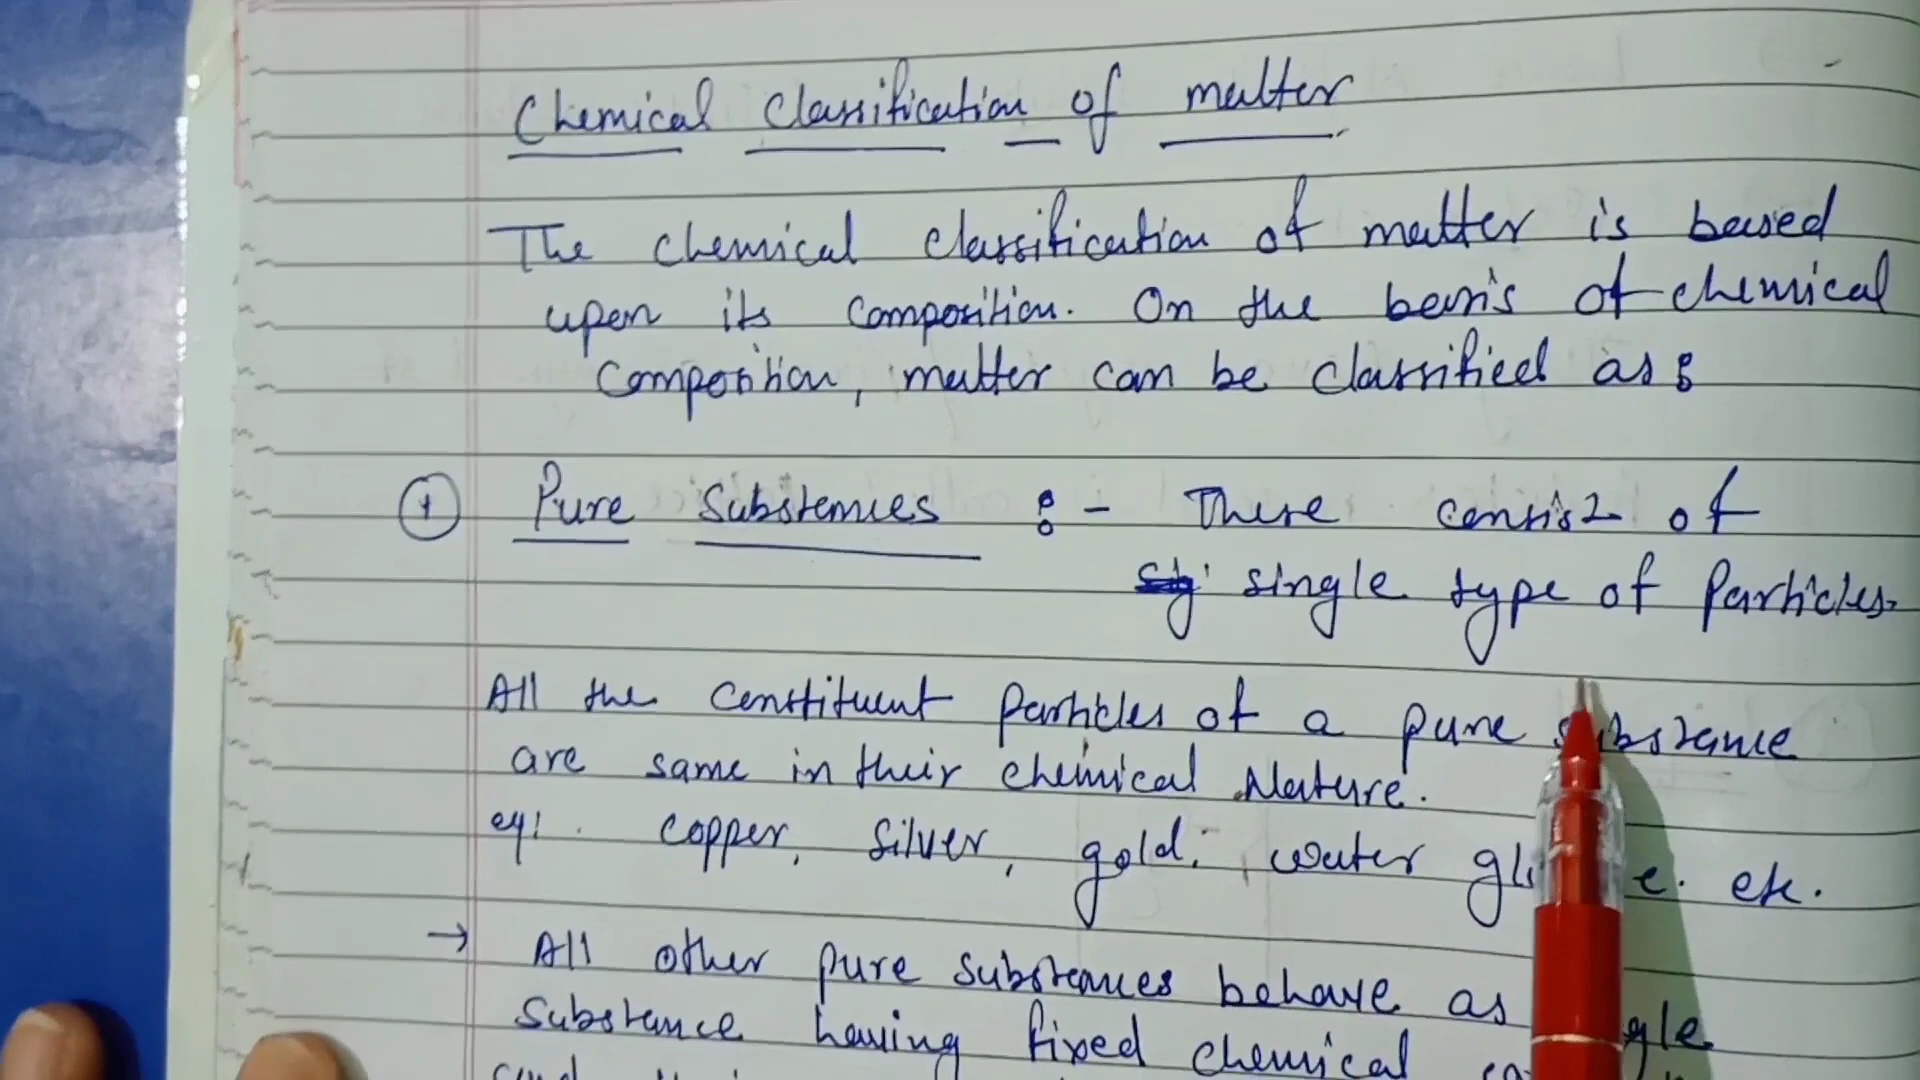 Chemical Classification of matter
The chemical classification of matter is based
upon its composition. On the basis of chemical
composition, matter can be classified as :
① Pure Substances :- These consist of
single type of Particles.
All the constituent particles of a pure substance
are same in their chemical Nature.
eg: copper, Silver, gold, water etc.
→ All other pure substances behave as
Substance having fixed chemical